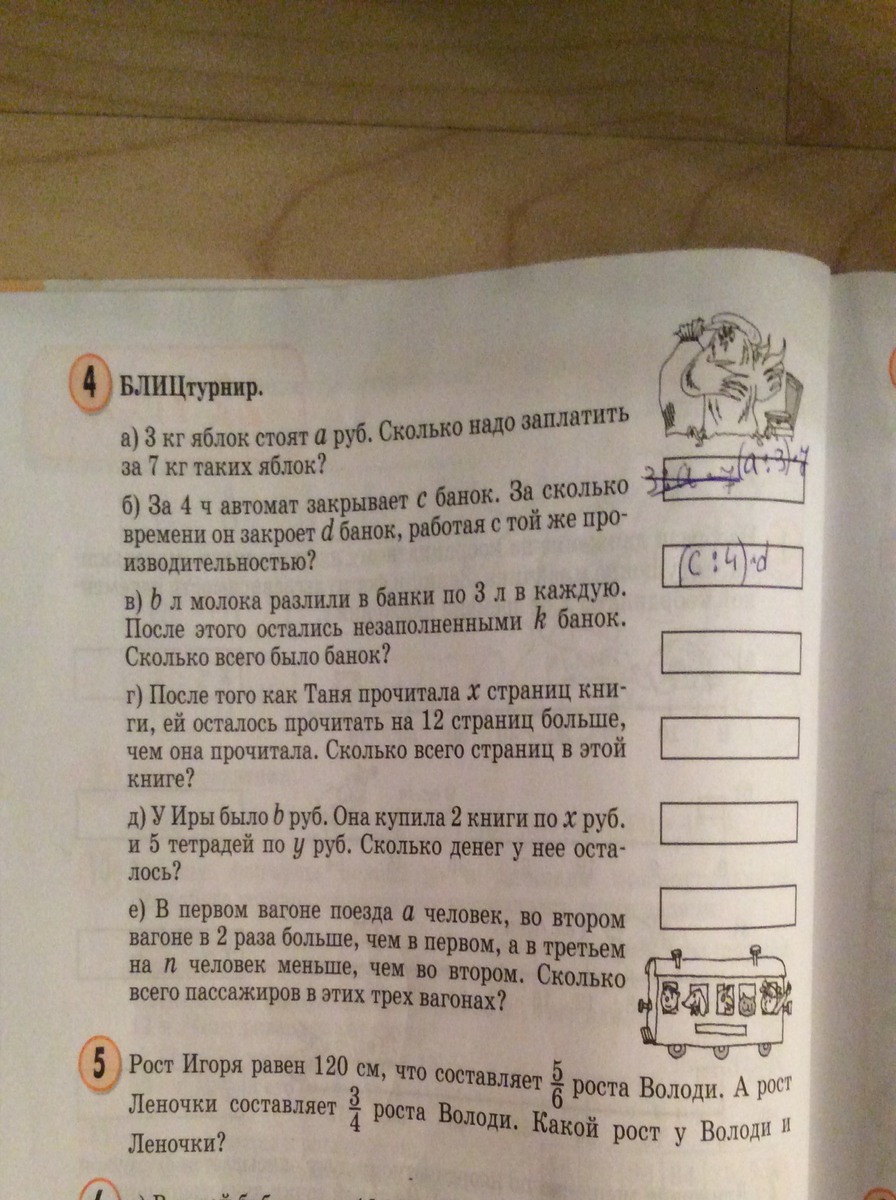 4 БЛИЦтурнир.
а) 3 кг яблок стоят a руб. Сколько надо заплатить
за 7 кг таких яблок?
(a:3)·7
б) За 4 ч автомат закрывает c банок. За сколько
времени он закроет d банок, работая с той же про-
изводительностью?
(c:4)·d
в) b л молока разлили в банки по 3 л в каждую.
После этого остались незаполненными k банок.
Сколько всего было банок?
г) После того как Таня прочитала x страниц кни-
ги, ей осталось прочитать на 12 страниц больше,
чем она прочитала. Сколько всего страниц в этой
книге?
д) У Иры было b руб. Она купила 2 книги по x руб.
и 5 тетрадей по y руб. Сколько денег у нее оста-
лось?
е) В первом вагоне поезда a человек, во втором
вагоне в 2 раза больше, чем в первом, а в третьем
на n человек меньше, чем во втором. Сколько
всего пассажиров в этих трех вагонах?
5 Рост Игоря равен 120 см, что составляет 5/6 роста Володи. А рост
Леночки составляет 3/4 роста Володи. Какой рост у Володи и
Леночки?